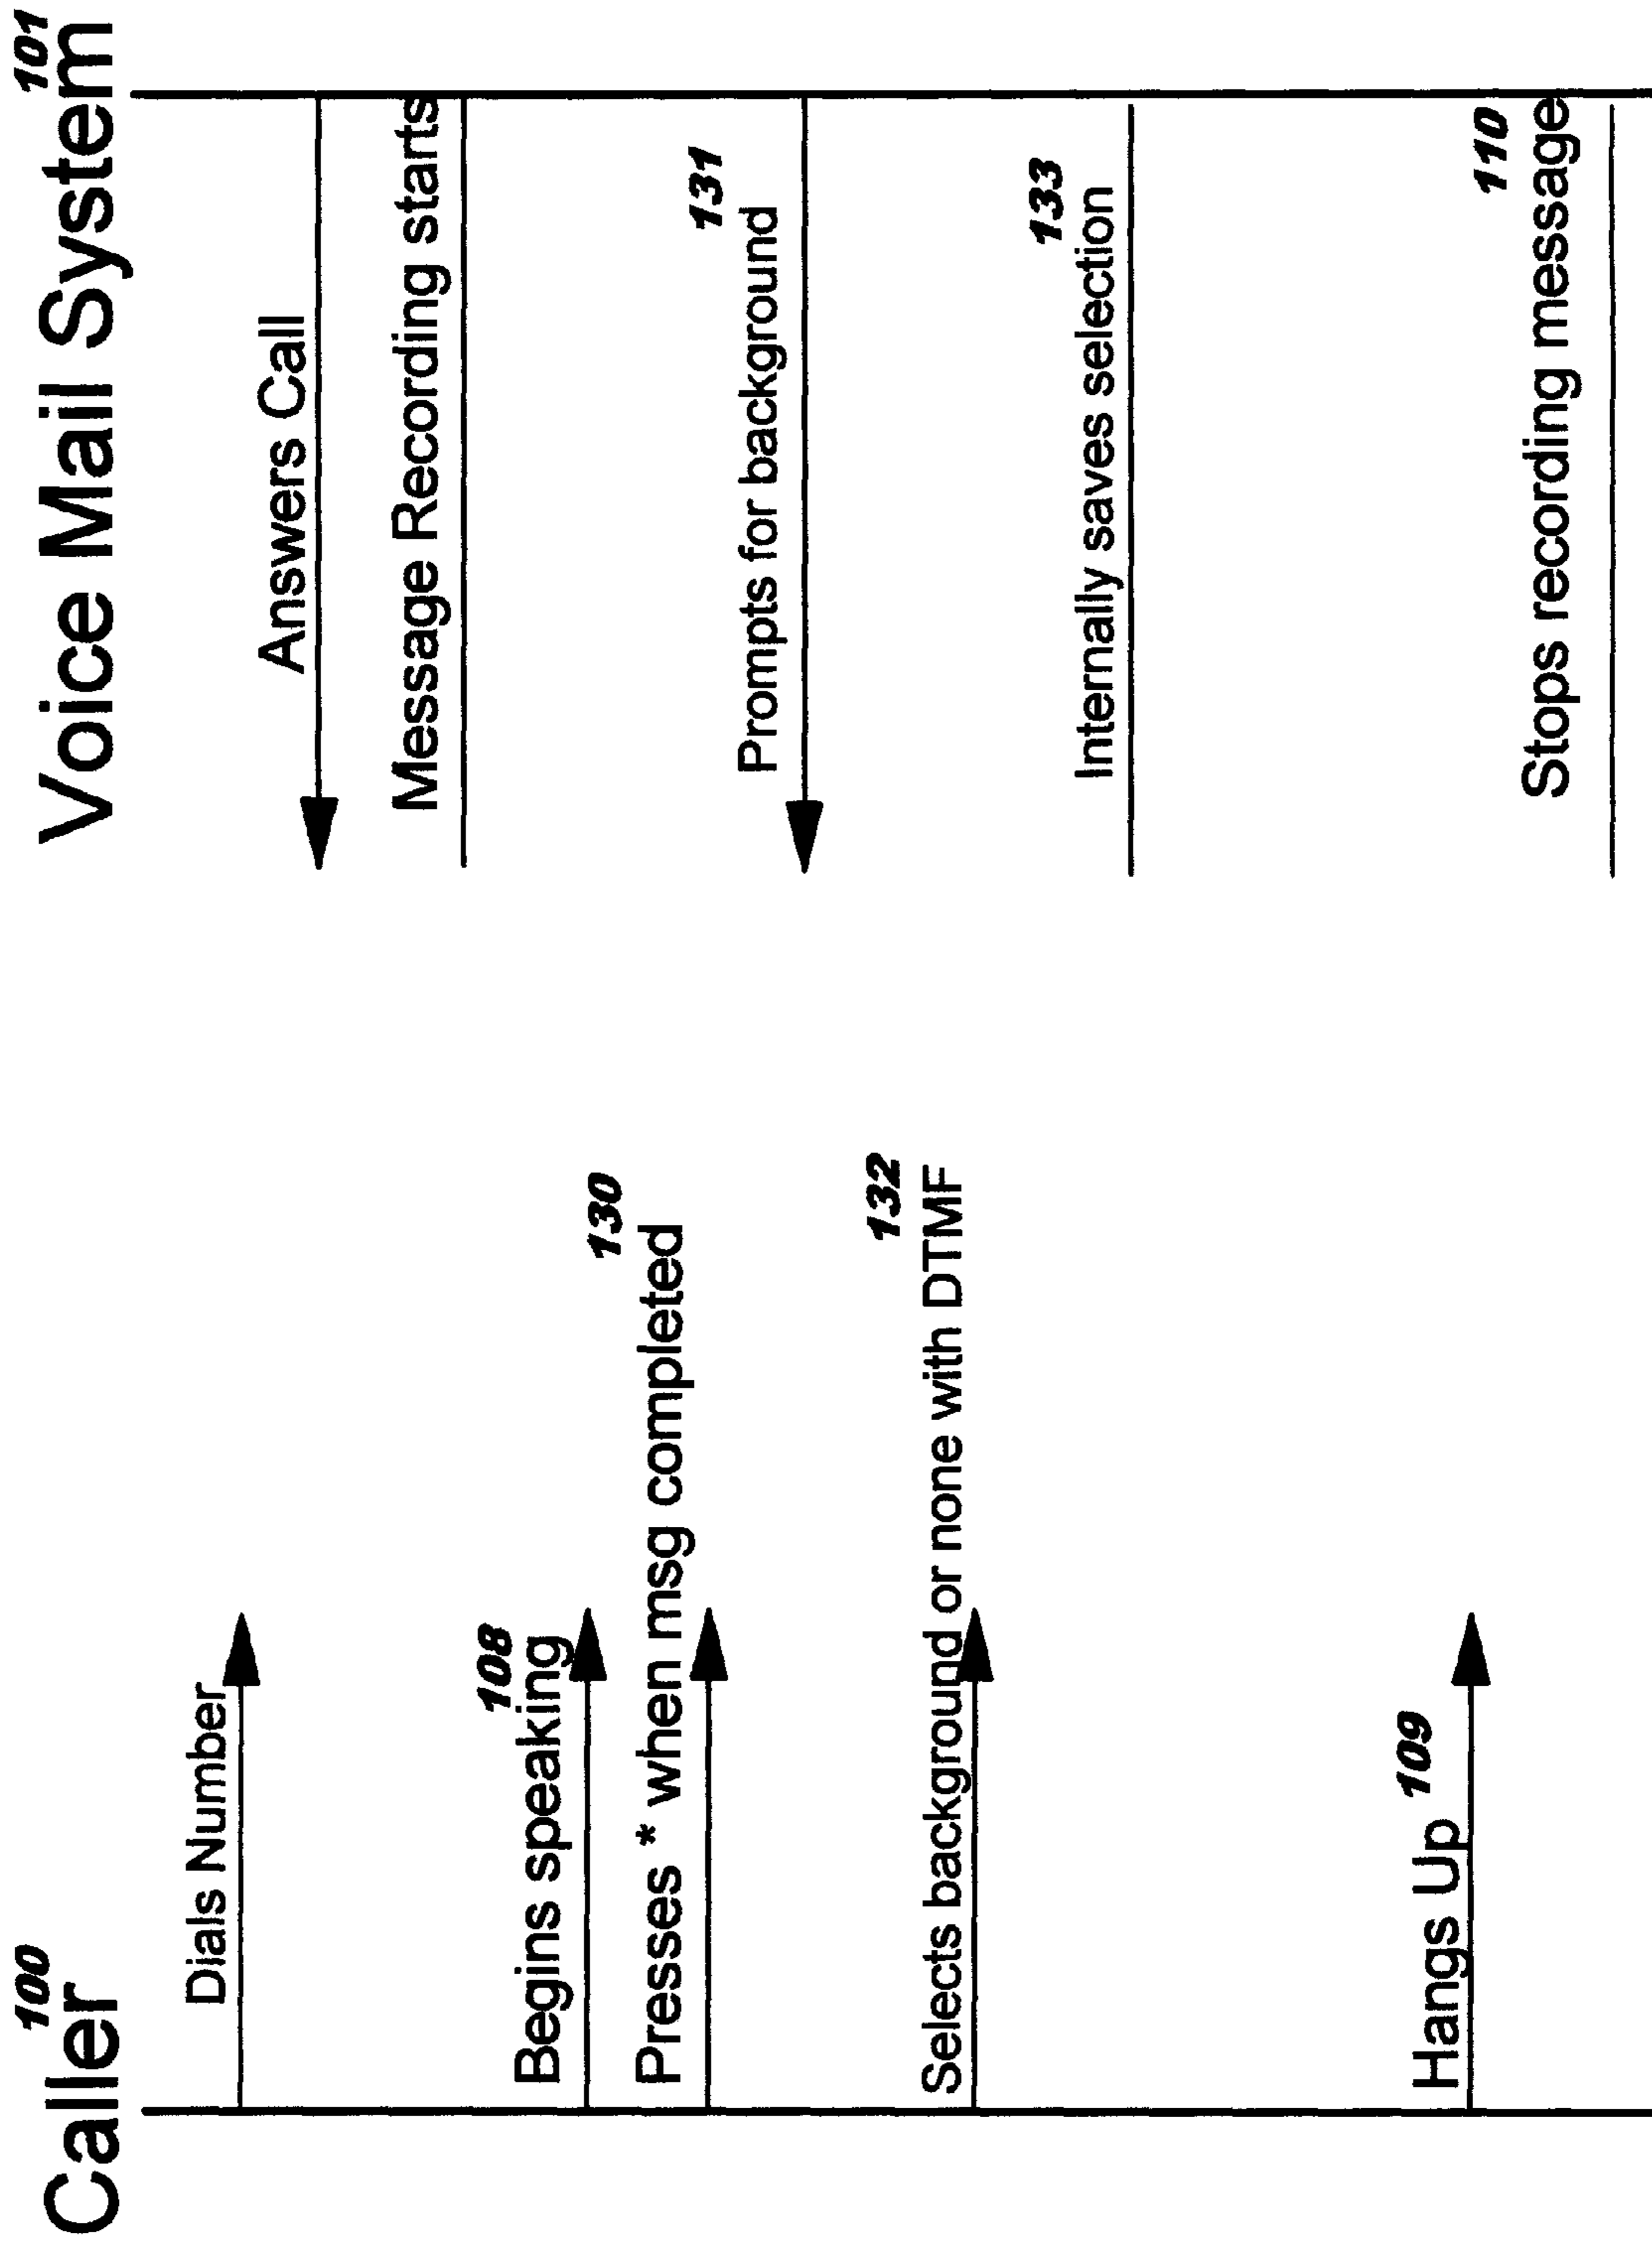 Caller 100
Voice Mail System 101
Dials Number
Answers Call
Message Recording starts
108
Begins speaking
130
Presses * when msg completed
131
Prompts for background
132
Selects background or none with DTMF
133
Internally saves selection
Hangs Up 109
110
Stops recording message